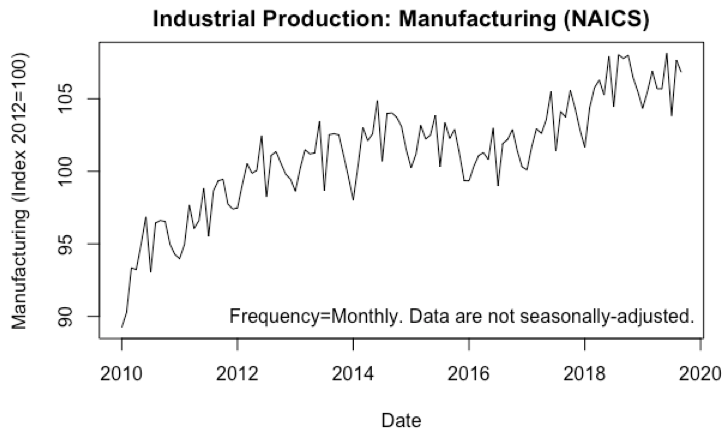 Industrial Production: Manufacturing (NAICS)
Manufacturing (Index 2012=100)
105
100
95
90
Frequency=Monthly. Data are not seasonally-adjusted.
2010 2012 2014 2016 2018 2020
Date